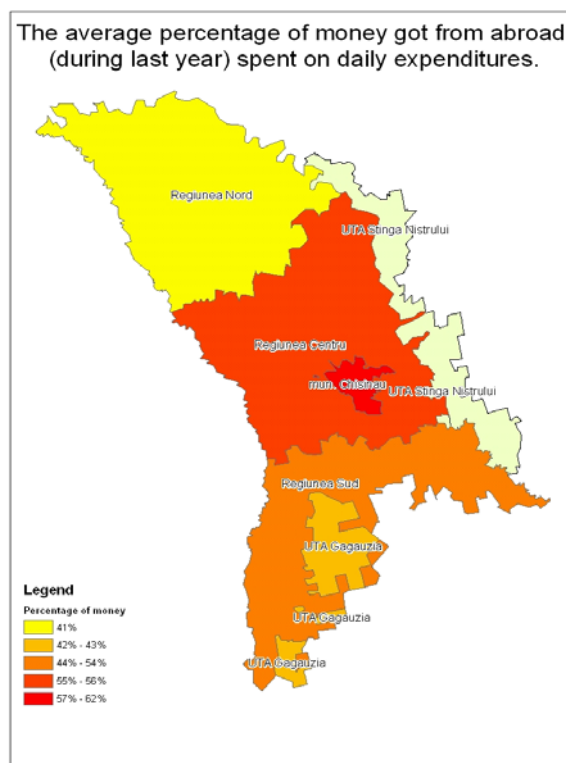 The average percentage of money got from abroad
(during last year) spent on daily expenditures.
Regiunea Nord
UTA Stinga Nistrului
Regiunea Centru
mun. Chisinau
UTA Stinga Nistrului
Regiunea Sud
UTA Gagauzia
UTA Gagauzia
UTA Gagauzia
Legend
Percentage of money
41%
42% - 43%
44% - 54%
55% - 56%
57% - 62%